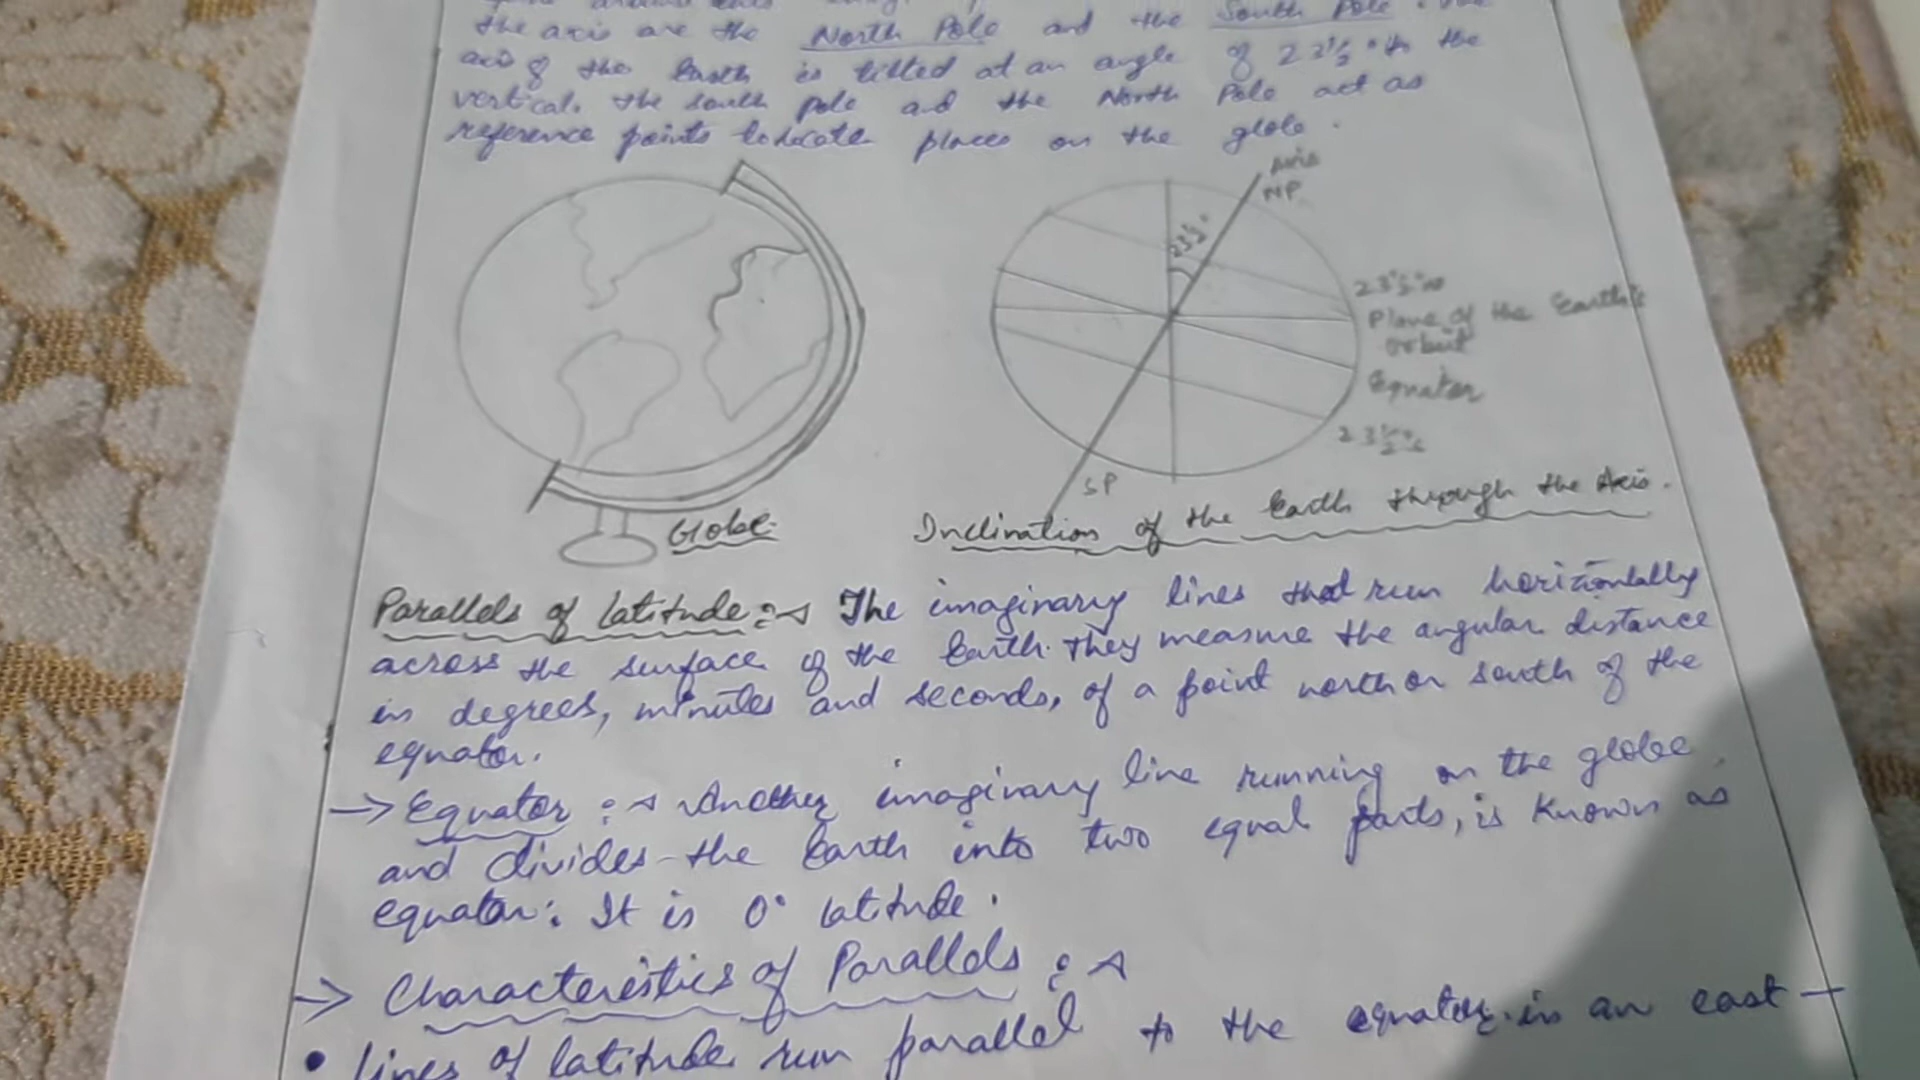 the axis are the North Pole and the South Pole. The
axis of the Earth is tilted at an angle of 23½° to the
vertical. The south pole and the North Pole act as
reference points to locate places on the globe.
Axis
NP
23½°
23½°N
Plane of the Earth's
orbit
Equator
23½°S
SP
Globe.
Inclination of the Earth through the Axis.
Parallels of Latitude :→ The imaginary lines that run horizontally
across the surface of the Earth. They measure the angular distance
in degrees, minutes and seconds, of a point north or south of the
equator.
→ Equator :→ Another imaginary line running on the globe
and divides the Earth into two equal parts, is known as
equator. It is 0° latitude.
→ Characteristics of Parallels :→
• Lines of latitude run parallel to the equator in an east-